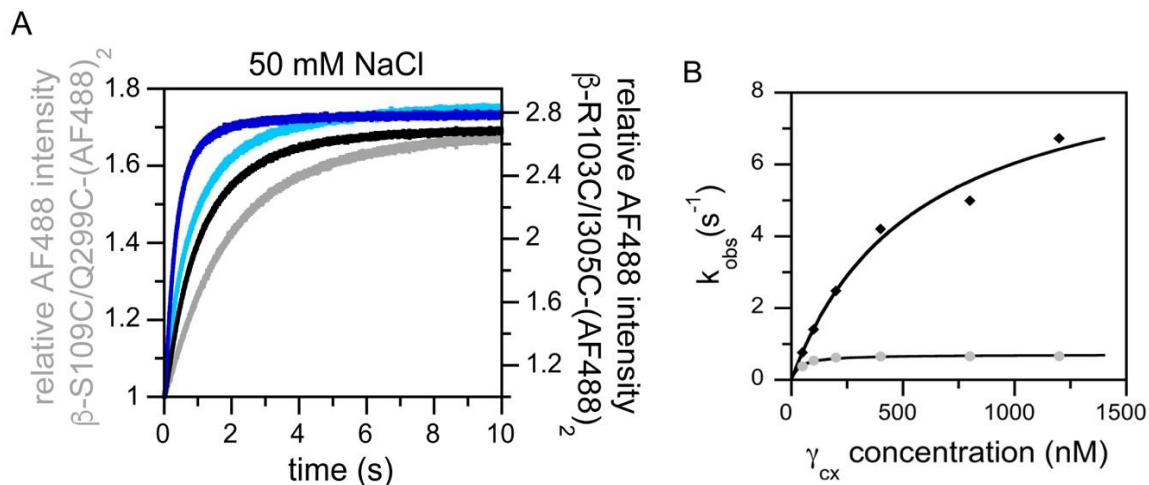 A
50 mM NaCl
relative AF488 intensity
β-S109C/Q299C-(AF488)₂
1.8
1.6
1.4
1.2
1
2.8
2.4
2
1.6
1.2
relative AF488 intensity
β-R103C/I305C-(AF488)₂
0 2 4 6 8 10
time (s)
B
k obs (s⁻¹)
8
6
4
2
0
0 500 1000 1500
γcx concentration (nM)